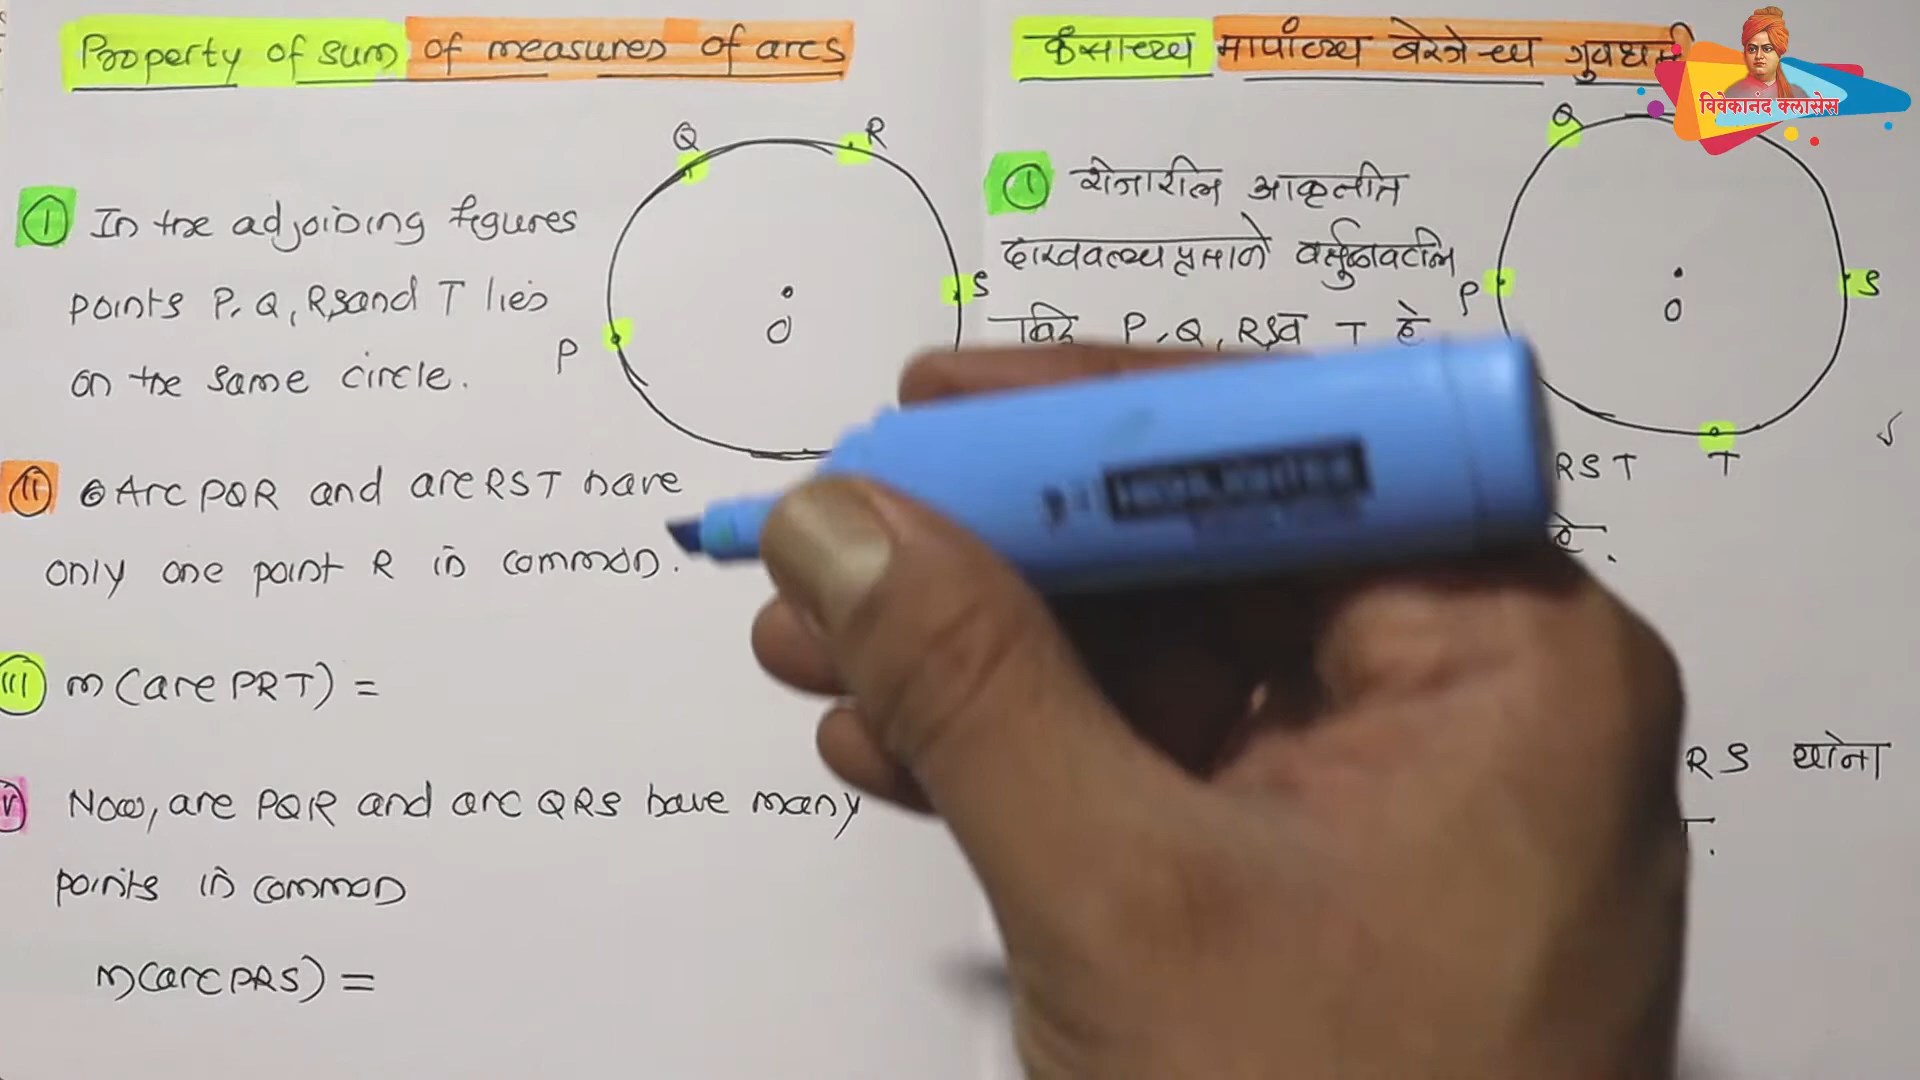 Property of sum of measures of arcs
① In the adjoining figures
points P, Q, R, S and T lies
on the same circle.
Q
R
S
P
O
(ii) Arc PQR and arc RST have
only one point R in common.
(iii) m(arc PRT) =
Now, arc PQR and arc QRS have many
points in common
m(arc PRS) =
कंसाच्या मापांच्या बेरजेच्या गुणधर्म
विवेकानंद क्लासेस
① शेजारील आकृतीत
दाखवल्याप्रमाणे वर्तुळावटील
P, Q, R, S व T हे
Q
P
S
O
T
RST
RS यांना